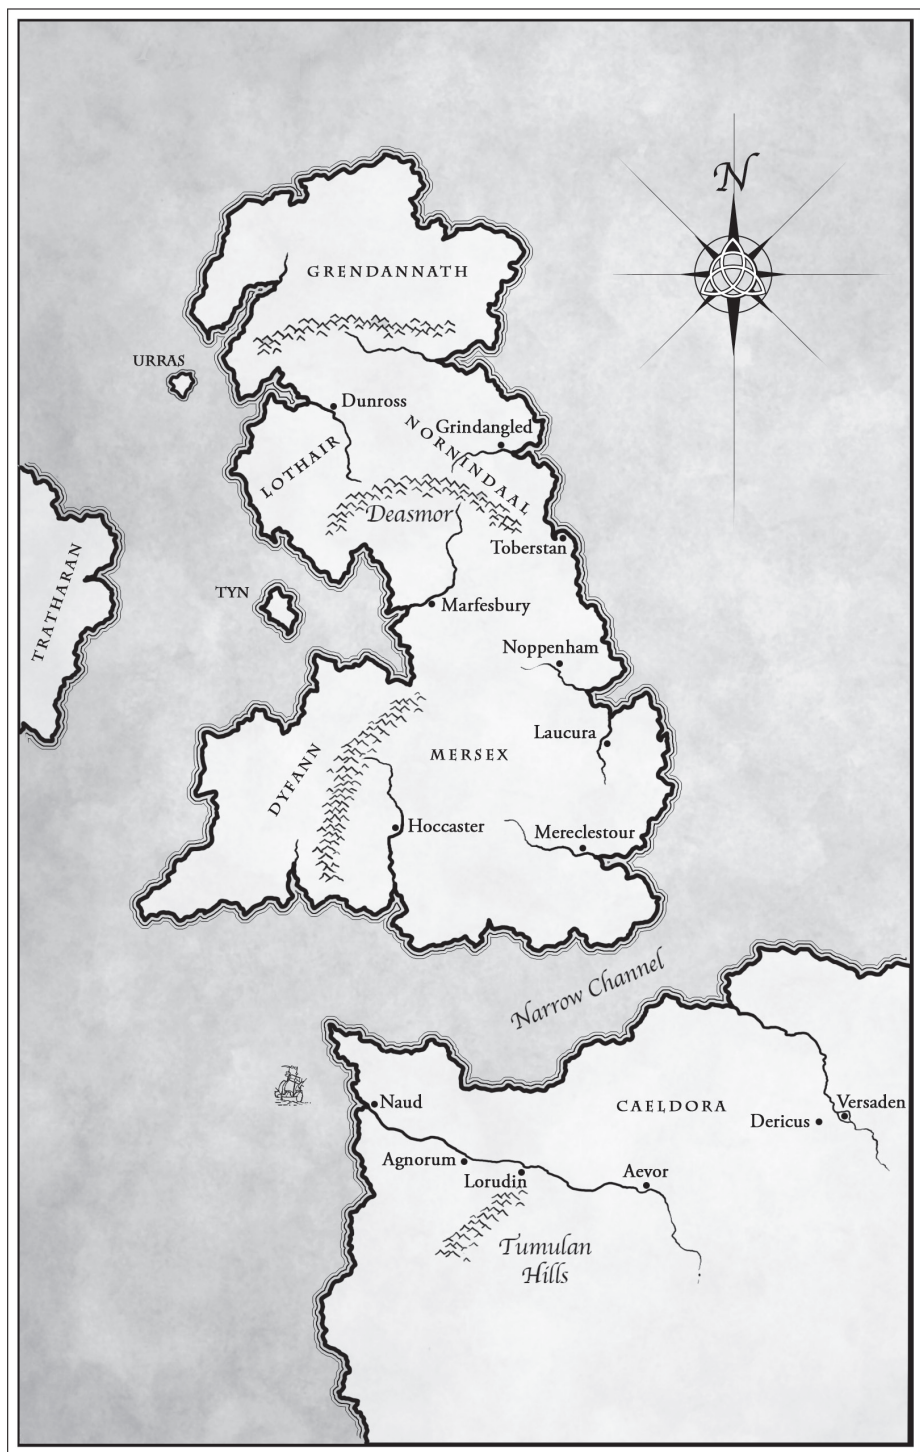 N
GRENDANNATH
URRAS
Dunross
Grindangled
NORNINDAAL
LOTHAIR
Deasmor
Toberstan
TRATHARAN
TYN
Marfesbury
Noppenham
Laucura
MERSEX
DYFANN
Hoccaster
Mereclestour
Narrow Channel
Naud
CAELDORA
Versaden
Dericus
Agnorum
Lorudin
Aevor
Tumulan
Hills